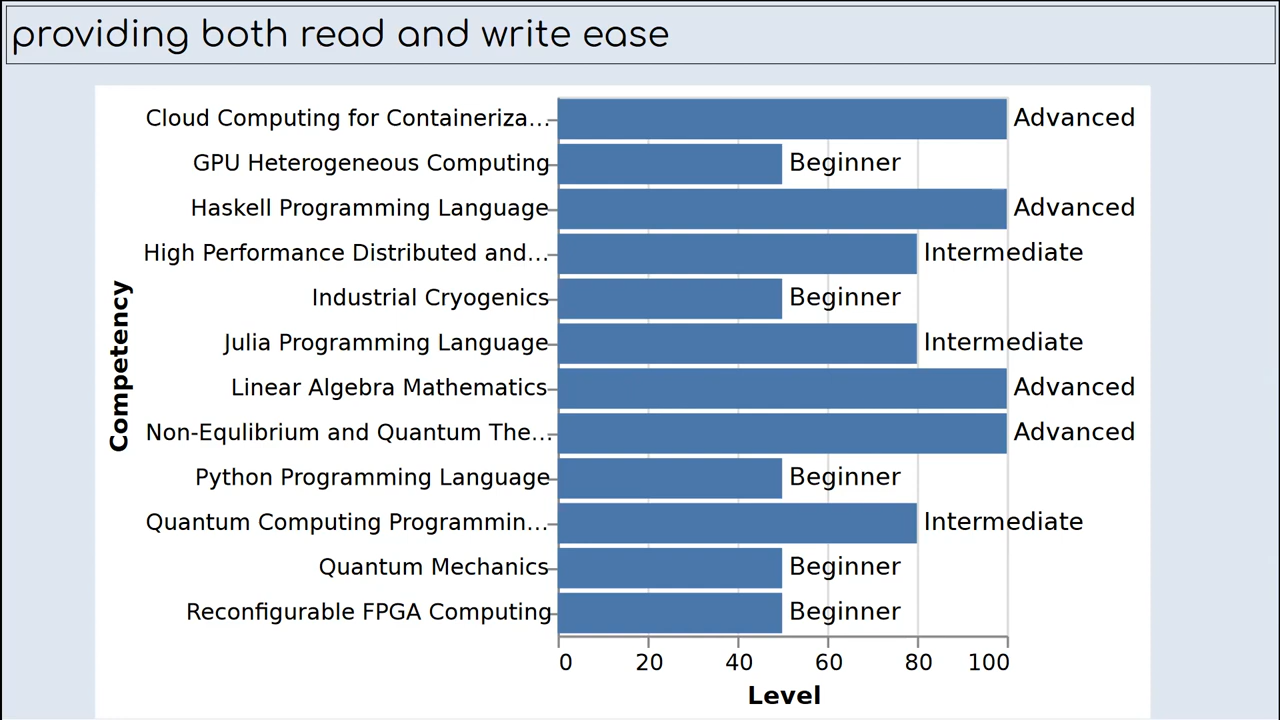 providing both read and write ease
Cloud Computing for Containeriza… Advanced
GPU Heterogeneous Computing Beginner
Haskell Programming Language Advanced
High Performance Distributed and… Intermediate
Industrial Cryogenics Beginner
Julia Programming Language Intermediate
Linear Algebra Mathematics Advanced
Non-Equlibrium and Quantum The… Advanced
Python Programming Language Beginner
Quantum Computing Programmin… Intermediate
Quantum Mechanics Beginner
Reconfigurable FPGA Computing Beginner
Competency
0 20 40 60 80 100
Level